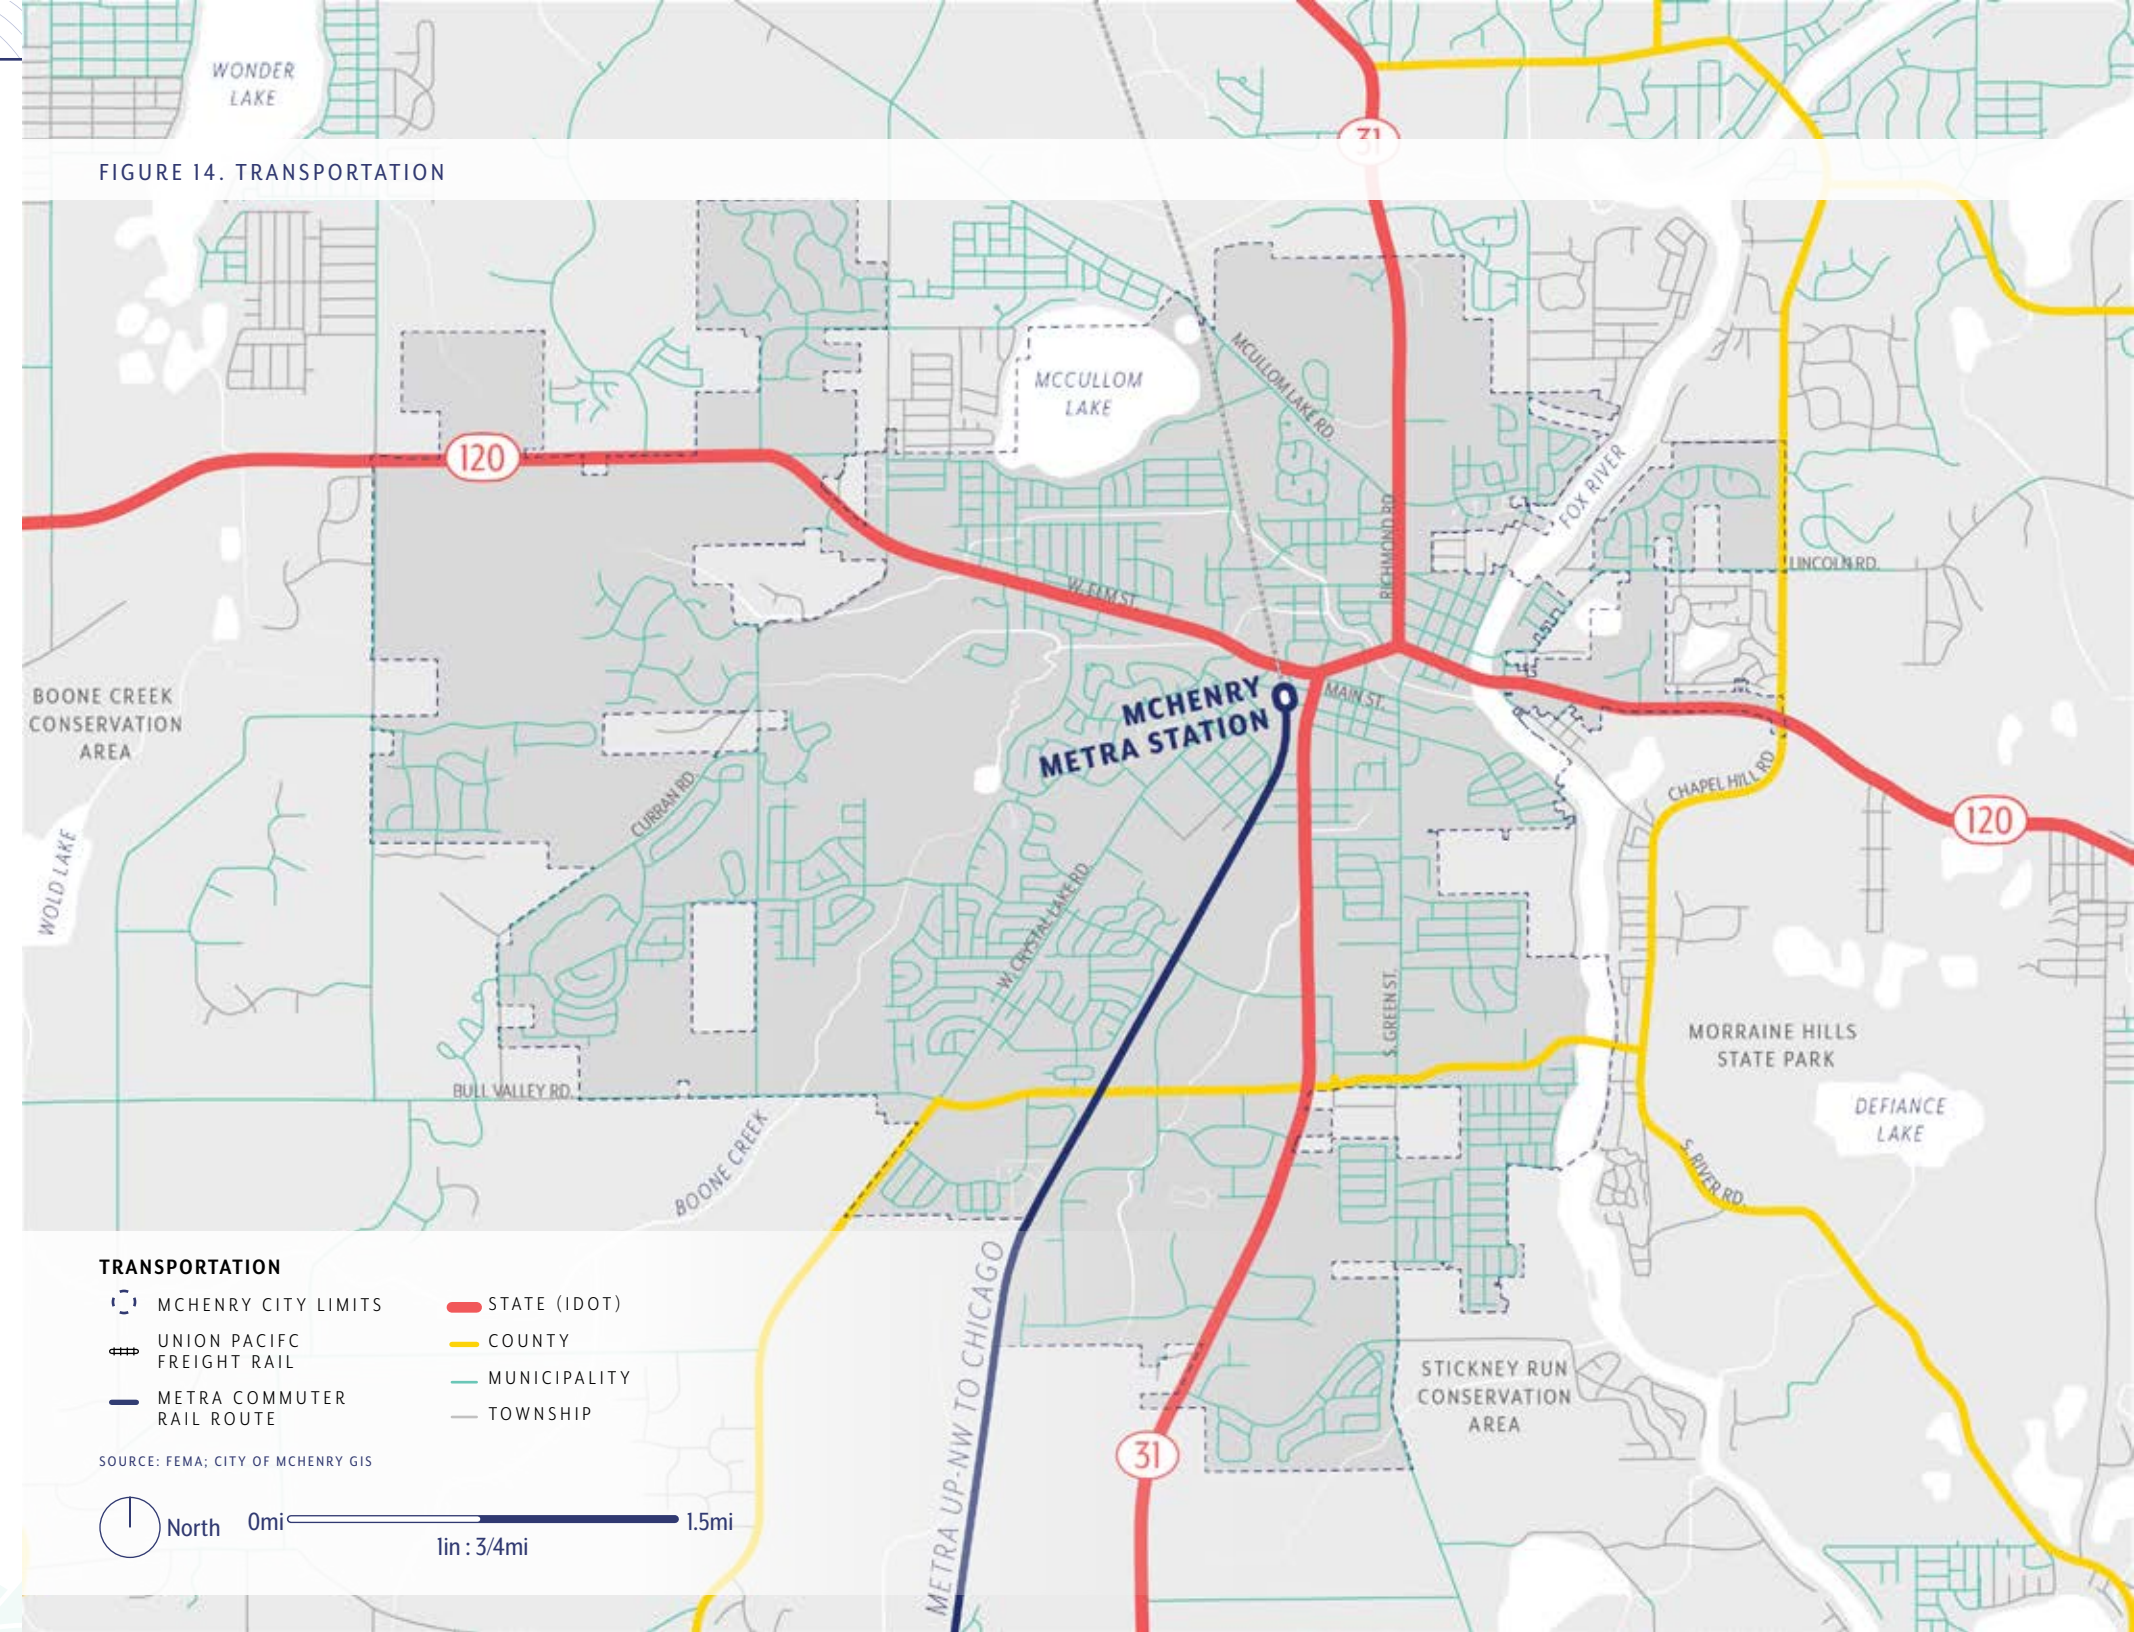 WONDER
LAKE
31
FIGURE 14. TRANSPORTATION
MCULLOM LAKE RD.
MCCULLOM
LAKE
120
FOX RIVER
RICHMOND RD
LINCOLN RD.
W. ELM ST.
BOONE CREEK
CONSERVATION
AREA
MCHENRY
METRA STATION
MAIN ST.
CURRAN RD
CHAPEL HILL RD
120
WOLD LAKE
W. CRYSTAL LAKE RD.
S. GREEN ST.
MORRAINE HILLS
STATE PARK
BULL VALLEY RD.
DEFIANCE
LAKE
BOONE CREEK
S. RIVER RD.
METRA UP-NW TO CHICAGO
STICKNEY RUN
CONSERVATION
AREA
31
TRANSPORTATION
MCHENRY CITY LIMITS
UNION PACIFC
FREIGHT RAIL
METRA COMMUTER
RAIL ROUTE
STATE (IDOT)
COUNTY
MUNICIPALITY
TOWNSHIP
SOURCE: FEMA; CITY OF MCHENRY GIS
North
0mi
1.5mi
1in : 3/4mi